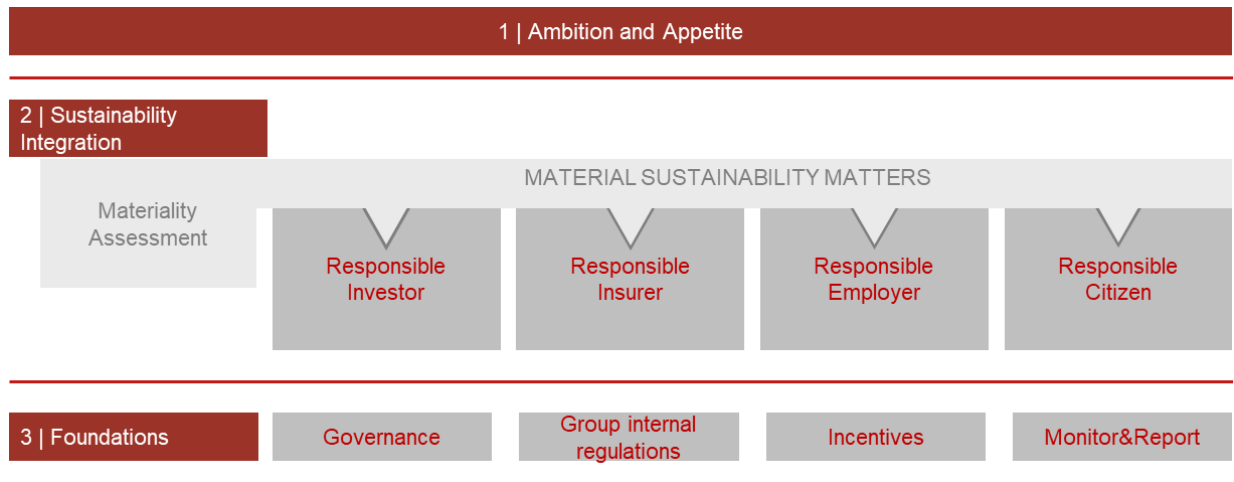 1 | Ambition and Appetite
2 | Sustainability
Integration
MATERIAL SUSTAINABILITY MATTERS
Materiality
Assessment
Responsible
Investor
Responsible
Insurer
Responsible
Employer
Responsible
Citizen
3 | Foundations
Governance
Group internal
regulations
Incentives
Monitor&Report